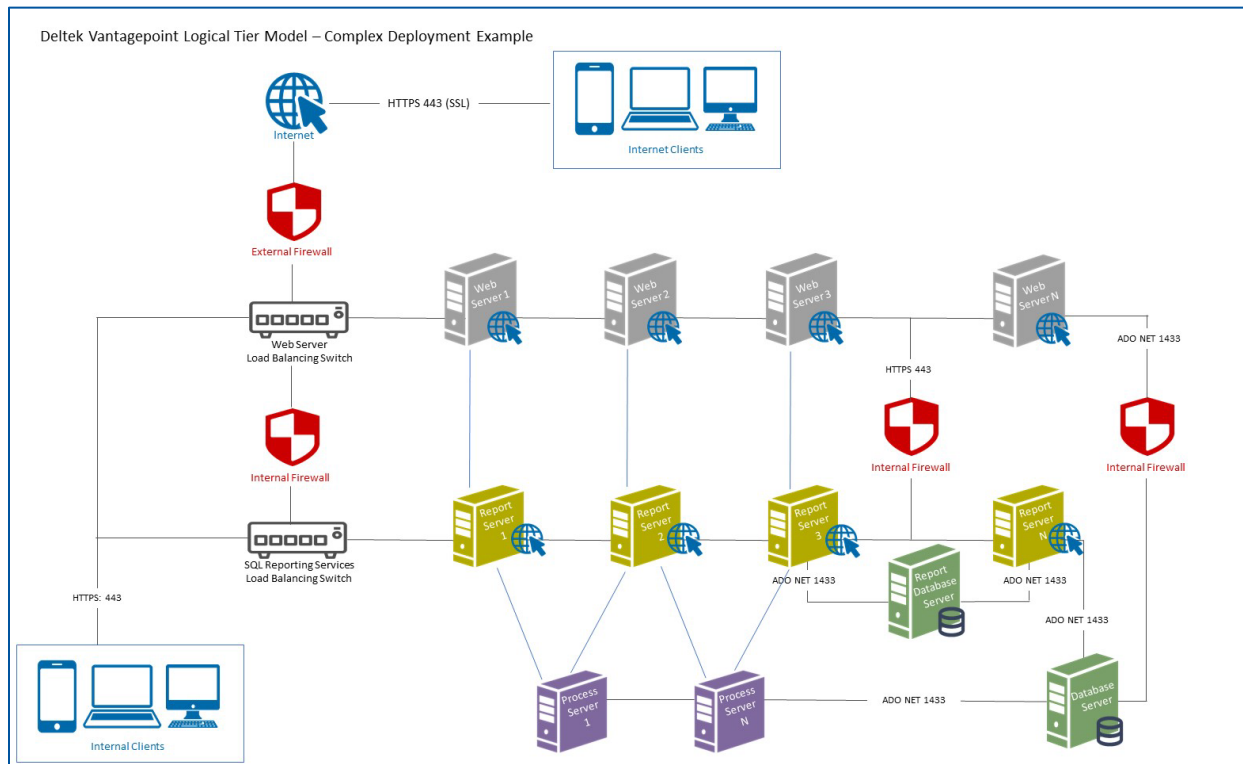 Deltek Vantagepoint Logical Tier Model – Complex Deployment Example
HTTPS 443 (SSL)
Internet
Internet Clients
External Firewall
Web
Server 1
Web
Server 2
Web
Server 3
Web
Server N
Web Server
Load Balancing Switch
HTTPS 443
ADO NET 1433
Internal Firewall
Internal Firewall
Internal Firewall
Report
Server
1
Report
Server
2
Report
Server
3
Report
Server
N
SQL Reporting Services
Load Balancing Switch
ADO NET 1433
Report
Database
Server
ADO NET 1433
HTTPS: 443
ADO NET 1433
Process
Server
1
Process
Server
N
ADO NET 1433
Database
Server
Internal Clients